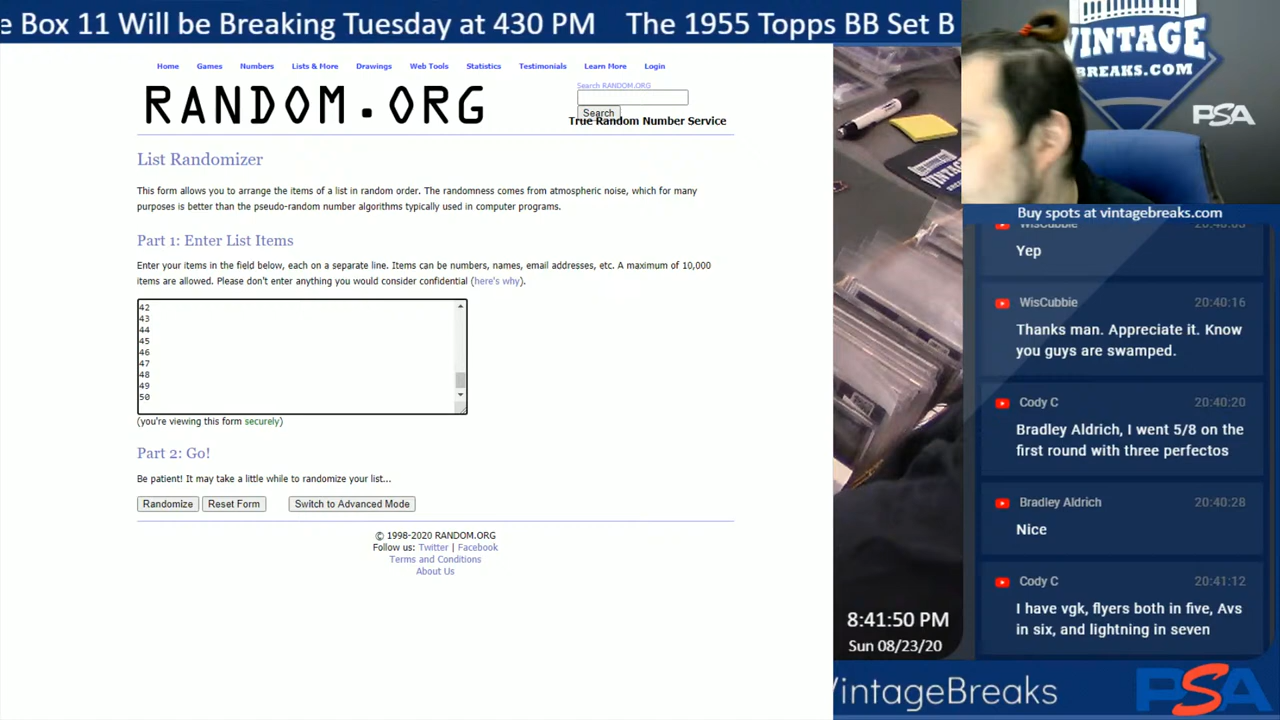 e Box 11 Will be Breaking Tuesday at 430 PM The 1955 Topps BB Set B
Home Games Numbers Lists & More Drawings Web Tools Statistics Testimonials Learn More Login
Search RANDOM.ORG
RANDOM.ORG
Search
True Random Number Service
List Randomizer
This form allows you to arrange the items of a list in random order. The randomness comes from atmospheric noise, which for many
purposes is better than the pseudo-random number algorithms typically used in computer programs.
Part 1: Enter List Items
Enter your items in the field below, each on a separate line. Items can be numbers, names, email addresses, etc. A maximum of 10,000
items are allowed. Please don't enter anything you would consider confidential (here's why).
42
43
44
45
46
47
48
49
50
(you're viewing this form securely)
Part 2: Go!
Be patient! It may take a little while to randomize your list...
Randomize Reset Form Switch to Advanced Mode
© 1998-2020 RANDOM.ORG
Follow us: Twitter | Facebook
Terms and Conditions
About Us
VINTAGE
BREAKS.COM
PSA
VINTAGE
Buy spots at vintagebreaks.com
WisCubbie
Yep
WisCubbie 20:40:16
Thanks man. Appreciate it. Know
you guys are swamped.
Cody C 20:40:20
Bradley Aldrich, I went 5/8 on the
first round with three perfectos
Bradley Aldrich 20:40:28
Nice
Cody C 20:41:12
I have vgk, flyers both in five, Avs
in six, and lightning in seven
8:41:50 PM
Sun 08/23/20
VintageBreaks
PSA